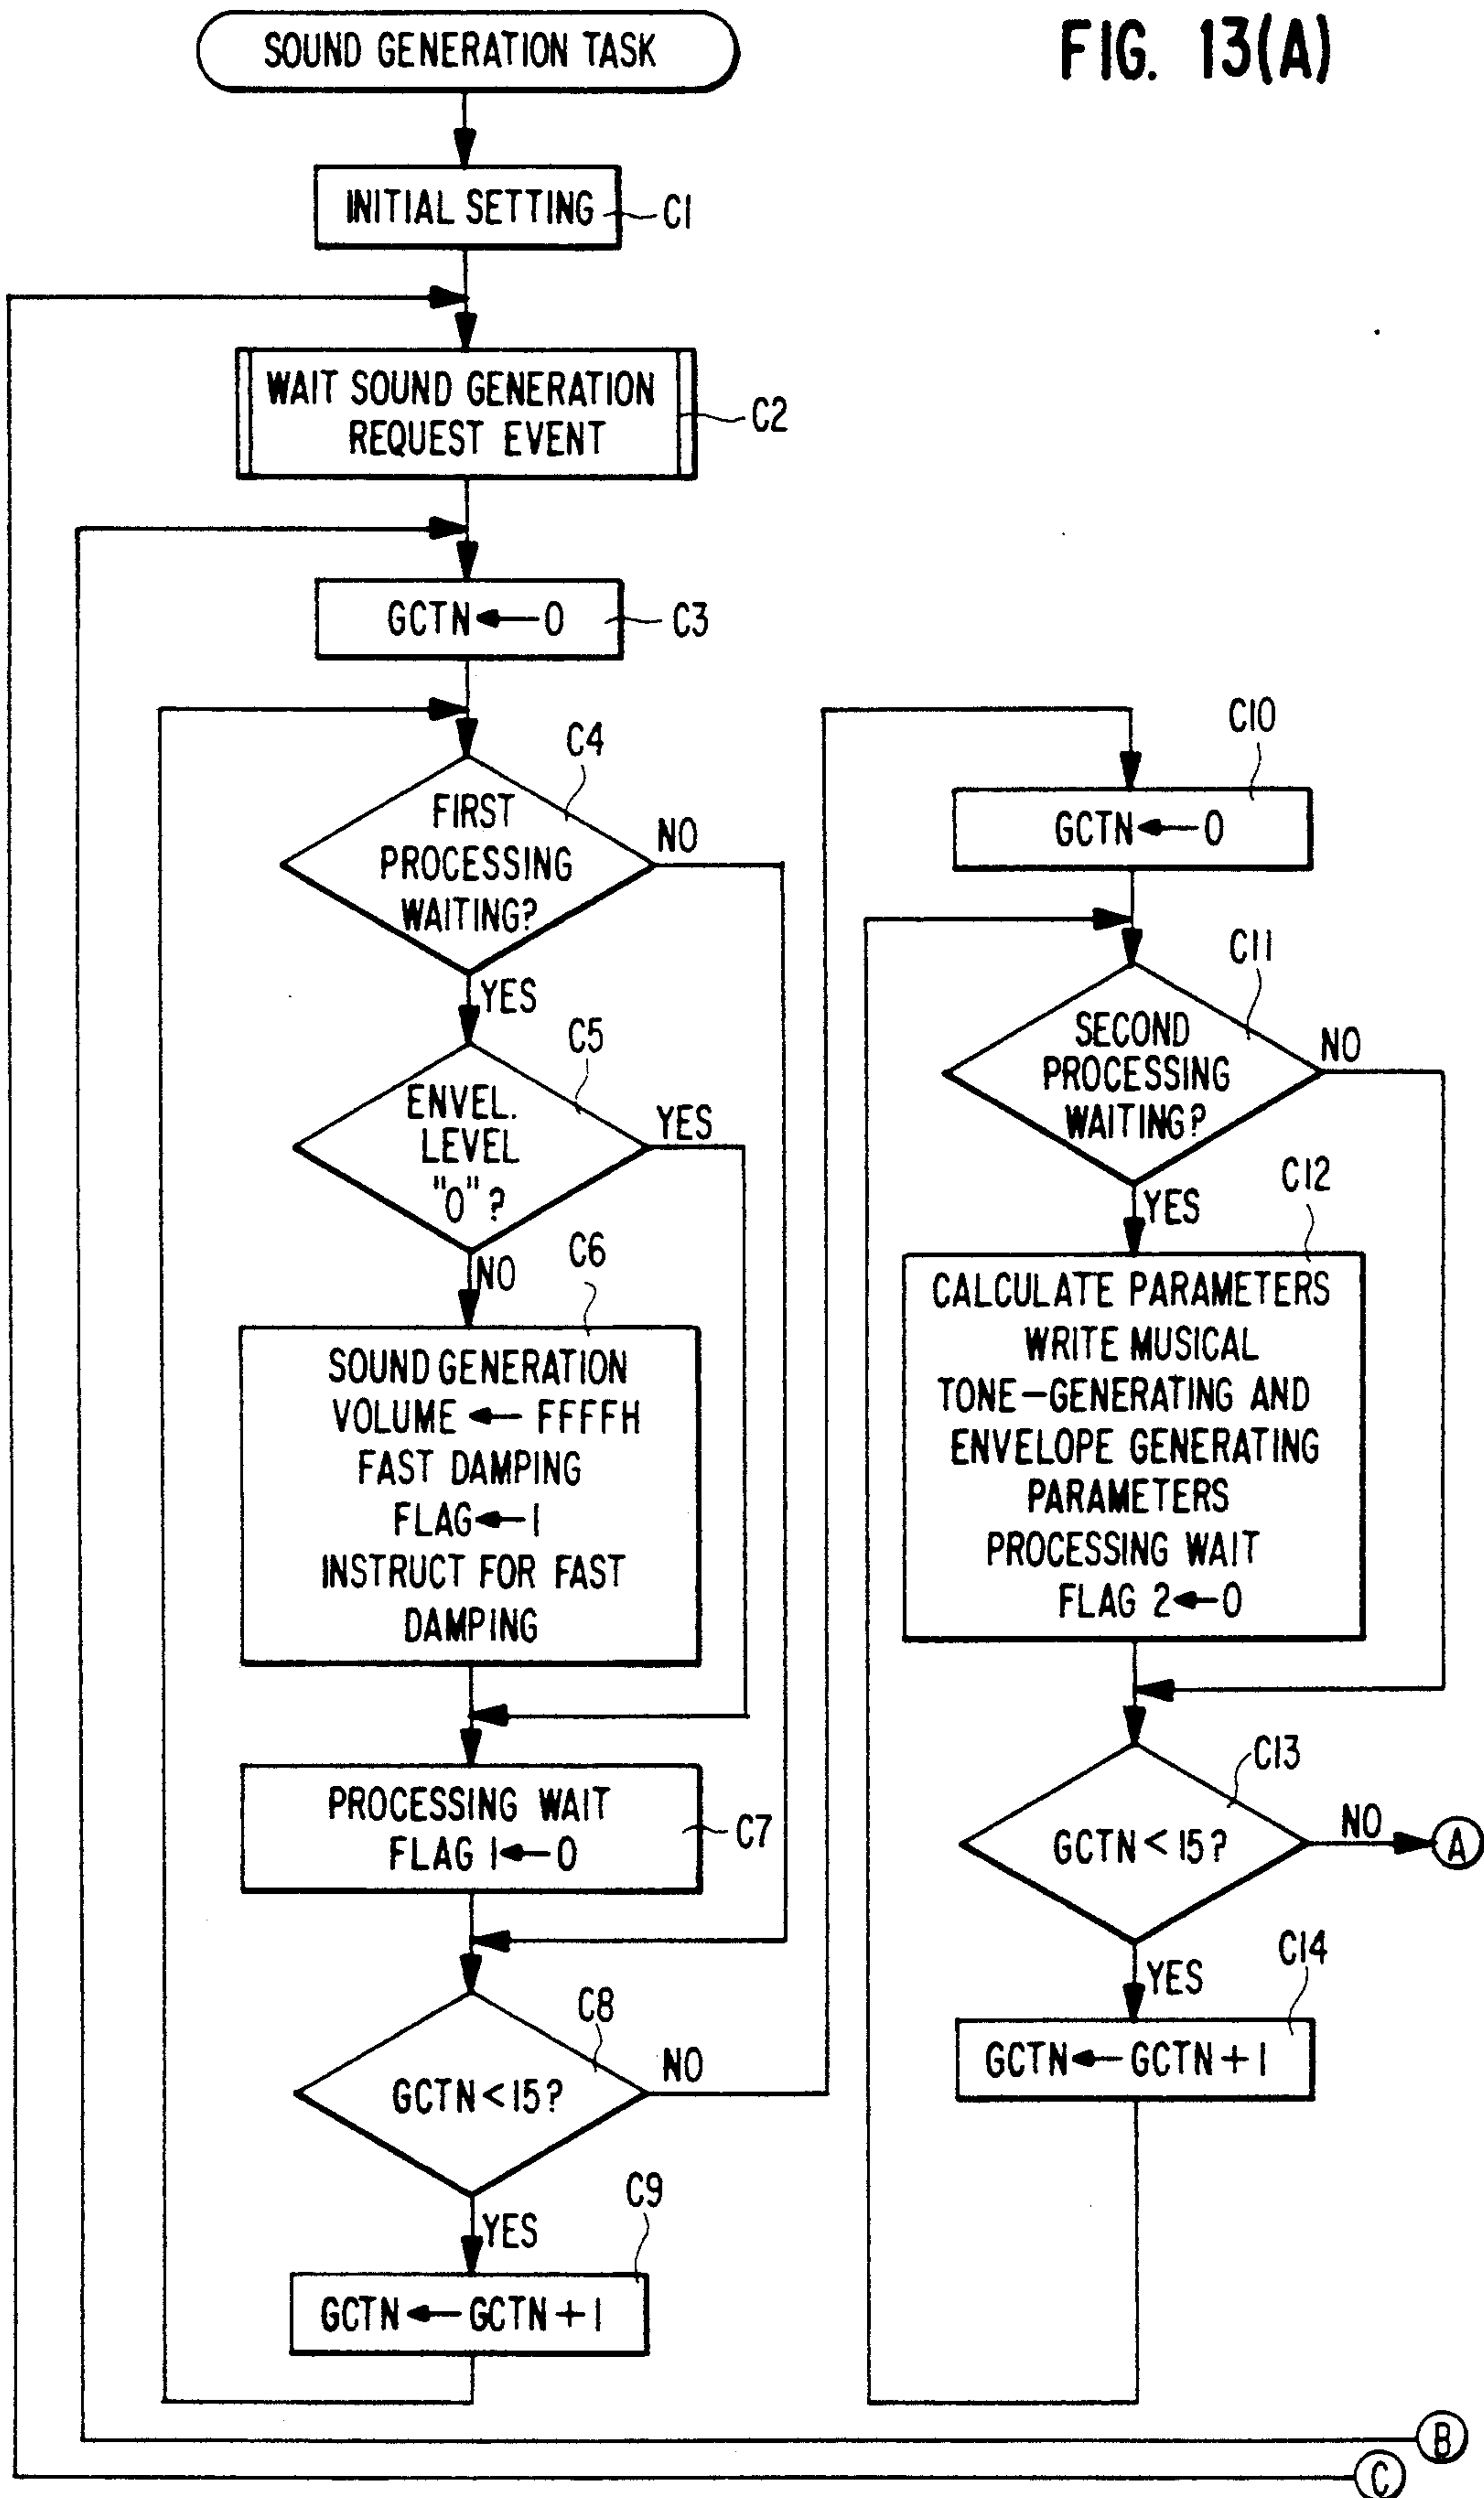 FIG. 13(A)
SOUND GENERATION TASK
INITIAL SETTING
C1
WAIT SOUND GENERATION
REQUEST EVENT
C2
GCTN←0
C3
C4
FIRST
PROCESSING
WAITING?
NO
YES
C5
ENVEL.
LEVEL
"0"?
YES
NO
C6
SOUND GENERATION
VOLUME ← FFFFH
FAST DAMPING
FLAG←1
INSTRUCT FOR FAST
DAMPING
PROCESSING WAIT
FLAG 1←0
C7
C8
GCTN<15?
NO
YES
C9
GCTN←GCTN+1
C10
GCTN←0
C11
SECOND
PROCESSING
WAITING?
NO
YES
C12
CALCULATE PARAMETERS
WRITE MUSICAL
TONE-GENERATING AND
ENVELOPE GENERATING
PARAMETERS
PROCESSING WAIT
FLAG 2←0
C13
GCTN<15?
NO
A
YES
C14
GCTN←GCTN+1
B
C